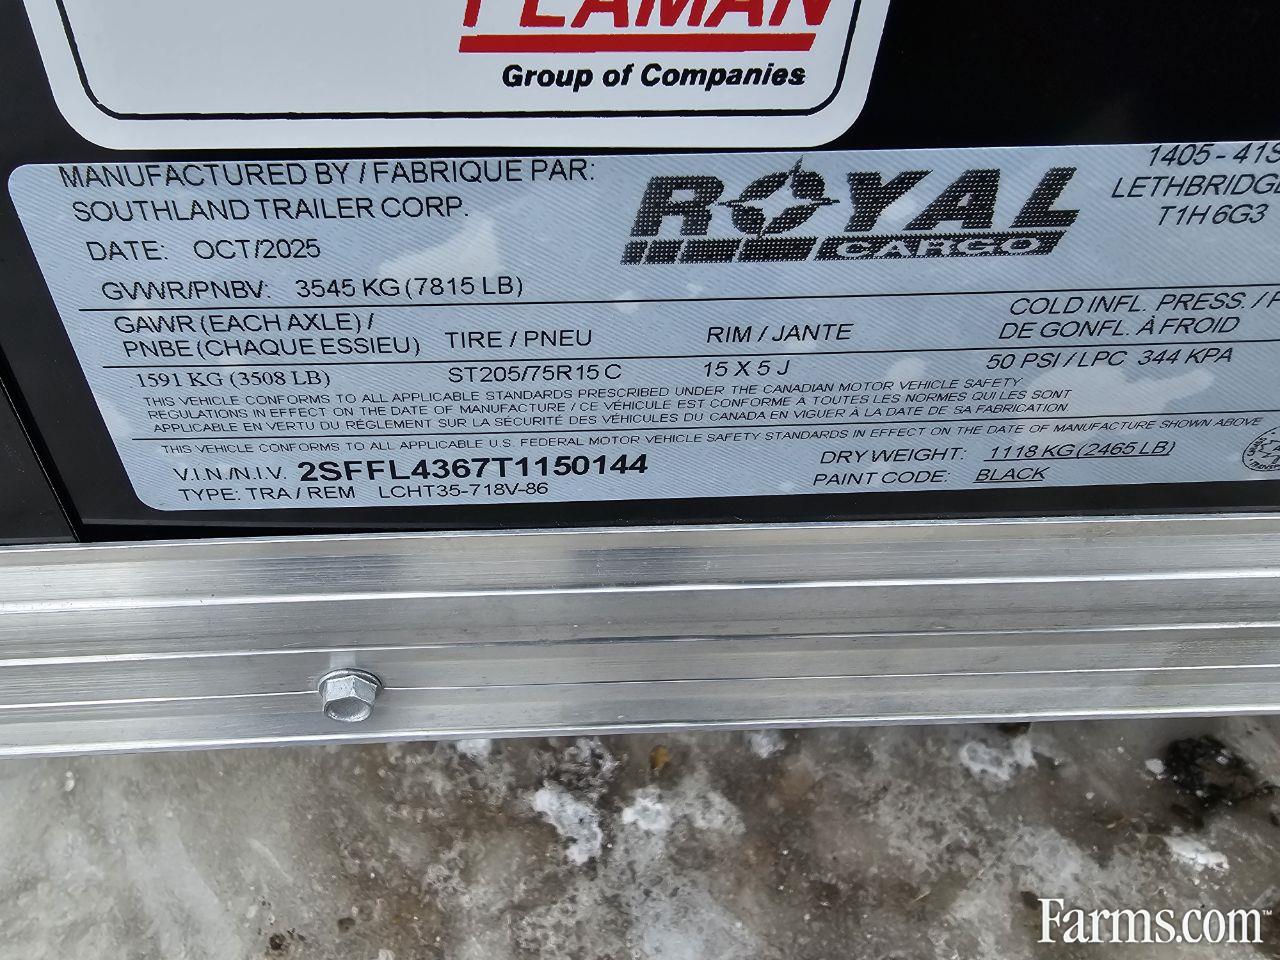 Group of Companies
MANUFACTURED BY / FABRIQUE PAR:
SOUTHLAND TRAILER CORP.
DATE: OCT/2025
GVWR/PNBV: 3545 KG (7815 LB)
ROYAL
CARGO
1405 - 41S
LETHBRIDGE
T1H 6G3
GAWR (EACH AXLE) / TIRE / PNEU RIM / JANTE COLD INFL. PRESS. / P
PNBE (CHAQUE ESSIEU) DE GONFL. À FROID
1591 KG (3508 LB) ST205/75R15 C 15 X 5 J 50 PSI / LPC 344 KPA
THIS VEHICLE CONFORMS TO ALL APPLICABLE STANDARDS PRESCRIBED UNDER THE CANADIAN MOTOR VEHICLE SAFETY
REGULATIONS IN EFFECT ON THE DATE OF MANUFACTURE / CE VÉHICULE EST CONFORME À TOUTES LES NORMES QUI LES SONT
APPLICABLE EN VERTU DU RÈGLEMENT SUR LA SÉCURITÉ DES VÉHICULES DU CANADA EN VIGUER À LA DATE DE SA FABRICATION.
THIS VEHICLE CONFORMS TO ALL APPLICABLE U.S. FEDERAL MOTOR VEHICLE SAFETY STANDARDS IN EFFECT ON THE DATE OF MANUFACTURE SHOWN ABOVE
V.I.N./N.I.V. 2SFFL4367T1150144 DRY WEIGHT: 1118 KG (2465 LB)
TYPE: TRA / REM LCHT35-718V-86 PAINT CODE: BLACK
Farms.com™